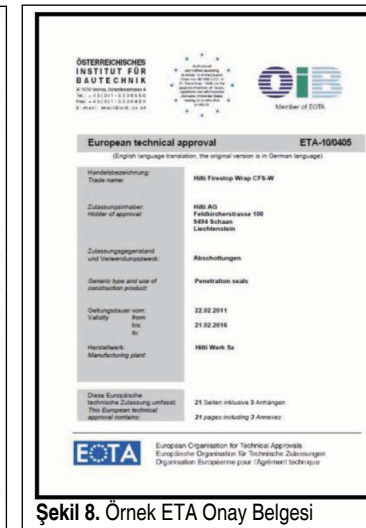 ÖSTERREICHISCHES
INSTITUT FÜR
BAUTECHNIK
OiB
Member of EOTA
European technical approval ETA-10/0405
(English language translation, the original version is in German language)
Handelsbezeichnung:
Trade name:
Hilti Firestop Wrap CFS-W
Zulassungsinhaber:
Holder of approval:
Hilti AG
Feldkircherstrasse 100
9494 Schaan
Liechtenstein
Zulassungsgegenstand
und Verwendungszweck:
Abschottungen
Generic type and use of
construction product:
Penetration seals
Geltungsdauer vom: 22.02.2011
Validity from:
bis: 21.02.2016
to:
Herstellwerk: Hilti Werk 5a
Manufacturing plant:
Diese Europäische
technische Zulassung umfasst: 21 Seiten inklusive 3 Anhängen
This European technical
approval contains: 21 pages including 3 Annexes
EOTA
European Organisation for Technical Approvals
Europäische Organisation für Technische Zulassungen
Organisation Européenne pour l'Agrément technique
Şekil 8. Örnek ETA Onay Belgesi